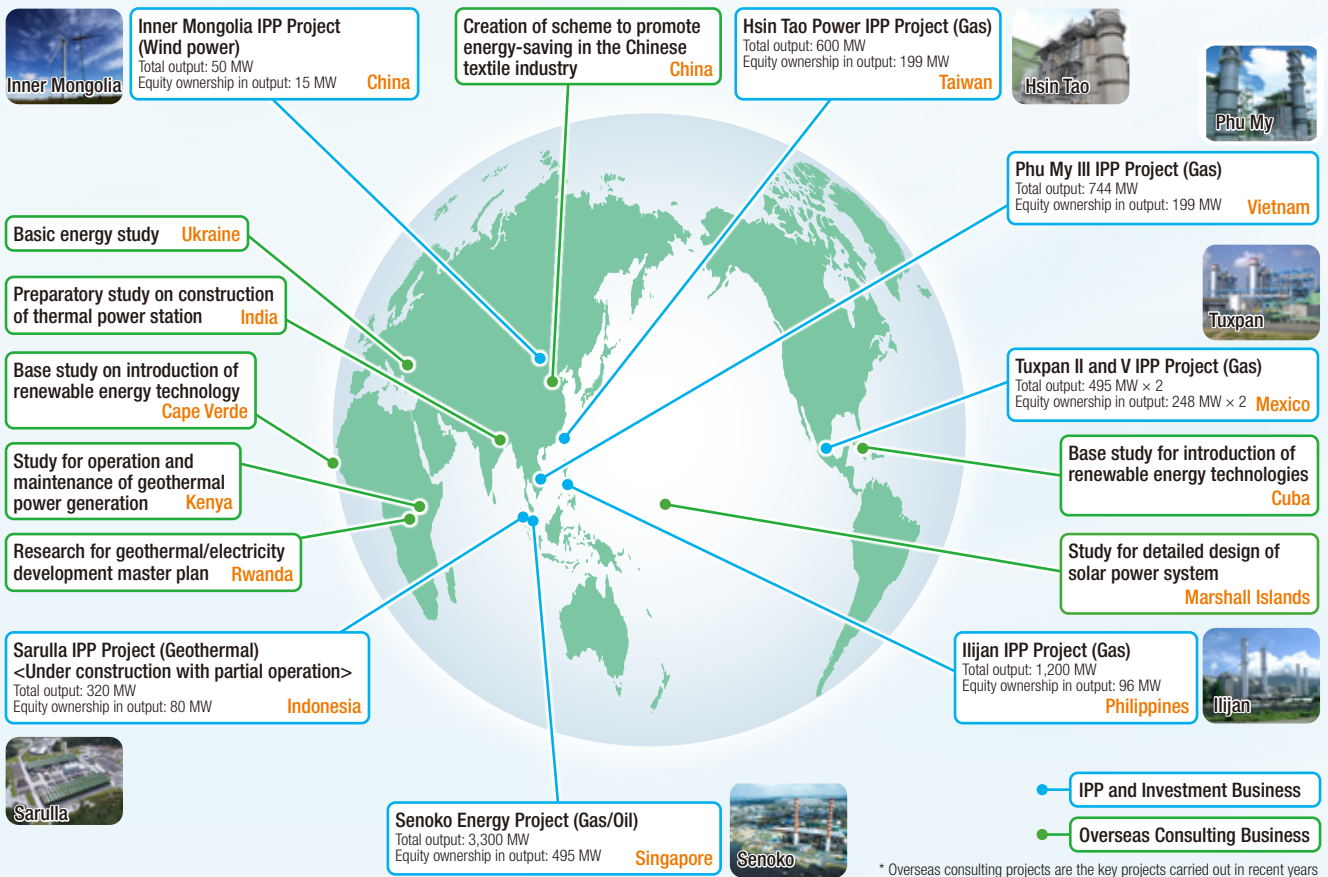 Inner Mongolia
Inner Mongolia IPP Project
(Wind power)
Total output: 50 MW
Equity ownership in output: 15 MW China
Creation of scheme to promote
energy-saving in the Chinese
textile industry China
Hsin Tao Power IPP Project (Gas)
Total output: 600 MW
Equity ownership in output: 199 MW
Taiwan
Hsin Tao
Phu My
Phu My III IPP Project (Gas)
Total output: 744 MW
Equity ownership in output: 199 MW Vietnam
Basic energy study Ukraine
Preparatory study on construction
of thermal power station India
Base study on introduction of
renewable energy technology
Cape Verde
Study for operation and
maintenance of geothermal
power generation Kenya
Research for geothermal/electricity
development master plan Rwanda
Tuxpan
Tuxpan II and V IPP Project (Gas)
Total output: 495 MW × 2
Equity ownership in output: 248 MW × 2 Mexico
Base study for introduction of
renewable energy technologies
Cuba
Study for detailed design of
solar power system
Marshall Islands
Sarulla IPP Project (Geothermal)
<Under construction with partial operation>
Total output: 320 MW
Equity ownership in output: 80 MW Indonesia
Sarulla
Ilijan IPP Project (Gas)
Total output: 1,200 MW
Equity ownership in output: 96 MW
Philippines
Ilijan
Senoko Energy Project (Gas/Oil)
Total output: 3,300 MW
Equity ownership in output: 495 MW Singapore
Senoko
IPP and Investment Business
Overseas Consulting Business
* Overseas consulting projects are the key projects carried out in recent years